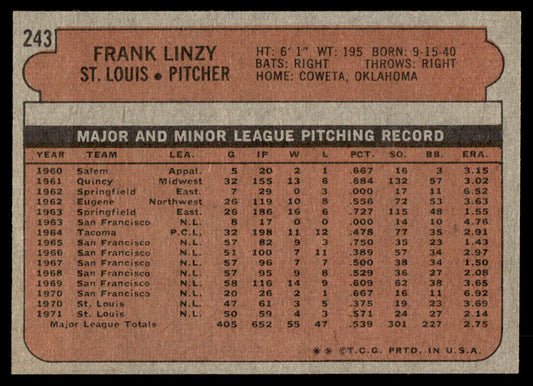 243
FRANK LINZY
ST. LOUIS • PITCHER
HT: 6' 1" WT: 195 BORN: 9-15-40
BATS: RIGHT THROWS: RIGHT
HOME: COWETA, OKLAHOMA
MAJOR AND MINOR LEAGUE PITCHING RECORD
YEAR TEAM LEA. G IP W L PCT. SO. BB. ERA.
1960 Salem Appal. 5 20 2 1 .667 16 3 3.15
1961 Quincy Midwest 32 155 13 6 .684 132 57 3.02
1962 Springfield East. 7 29 0 3 .000 17 11 6.52
1962 Eugene Northwest 26 119 10 8 .556 72 53 3.63
1963 Springfield East. 26 186 16 6 .727 115 48 1.55
1963 San Francisco N.L. 8 17 0 0 .000 14 10 4.76
1964 Tacoma P.C.L. 32 198 11 12 .478 77 35 2.91
1965 San Francisco N.L. 57 82 9 3 .750 35 23 1.43
1966 San Francisco N.L. 51 100 7 11 .389 57 34 2.97
1967 San Francisco N.L. 57 96 7 7 .500 38 34 1.50
1968 San Francisco N.L. 57 95 9 8 .529 36 27 2.08
1969 San Francisco N.L. 58 116 14 9 .609 62 38 3.65
1970 San Francisco N.L. 20 26 2 1 .667 16 11 6.92
1970 St. Louis N.L. 47 61 3 5 .375 19 23 3.69
1971 St. Louis N.L. 50 59 4 3 .571 24 27 2.14
Major League Totals 405 652 55 47 .539 301 227 2.75
** © T.C.G. PRTD. IN U.S.A.